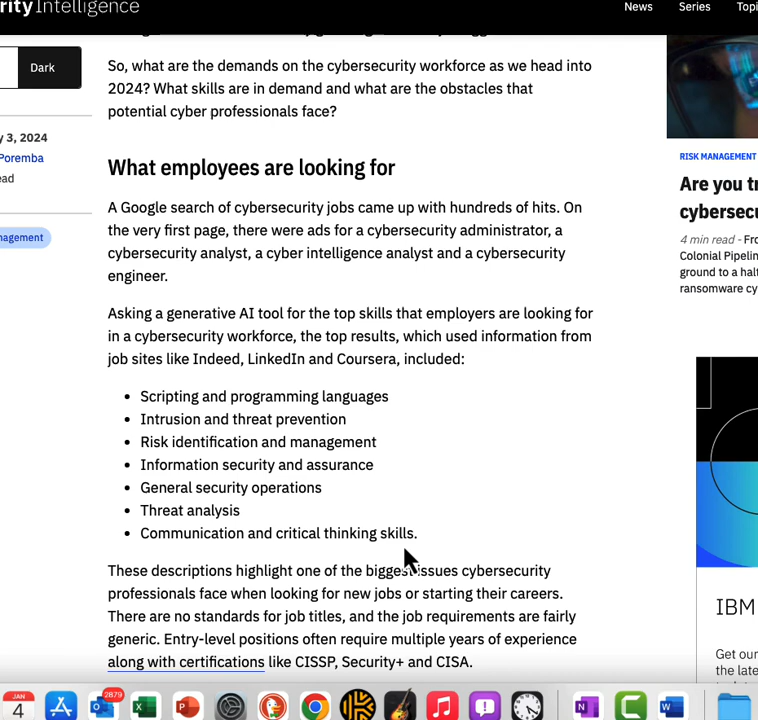 rity Intelligence
News Series Topi
Dark
So, what are the demands on the cybersecurity workforce as we head into
2024? What skills are in demand and what are the obstacles that
potential cyber professionals face?
y 3, 2024
Poremba
ead
nagement
What employees are looking for
A Google search of cybersecurity jobs came up with hundreds of hits. On
the very first page, there were ads for a cybersecurity administrator, a
cybersecurity analyst, a cyber intelligence analyst and a cybersecurity
engineer.
Asking a generative AI tool for the top skills that employers are looking for
in a cybersecurity workforce, the top results, which used information from
job sites like Indeed, LinkedIn and Coursera, included:
• Scripting and programming languages
• Intrusion and threat prevention
• Risk identification and management
• Information security and assurance
• General security operations
• Threat analysis
• Communication and critical thinking skills.
These descriptions highlight one of the biggest issues cybersecurity
professionals face when looking for new jobs or starting their careers.
There are no standards for job titles, and the job requirements are fairly
generic. Entry-level positions often require multiple years of experience
along with certifications like CISSP, Security+ and CISA.
RISK MANAGEMENT
Are you t
cybersecu
4 min read - Fro
Colonial Pipelin
ground to a halt
ransomware cy
IBM
Get our
the late
JAN
4
2879